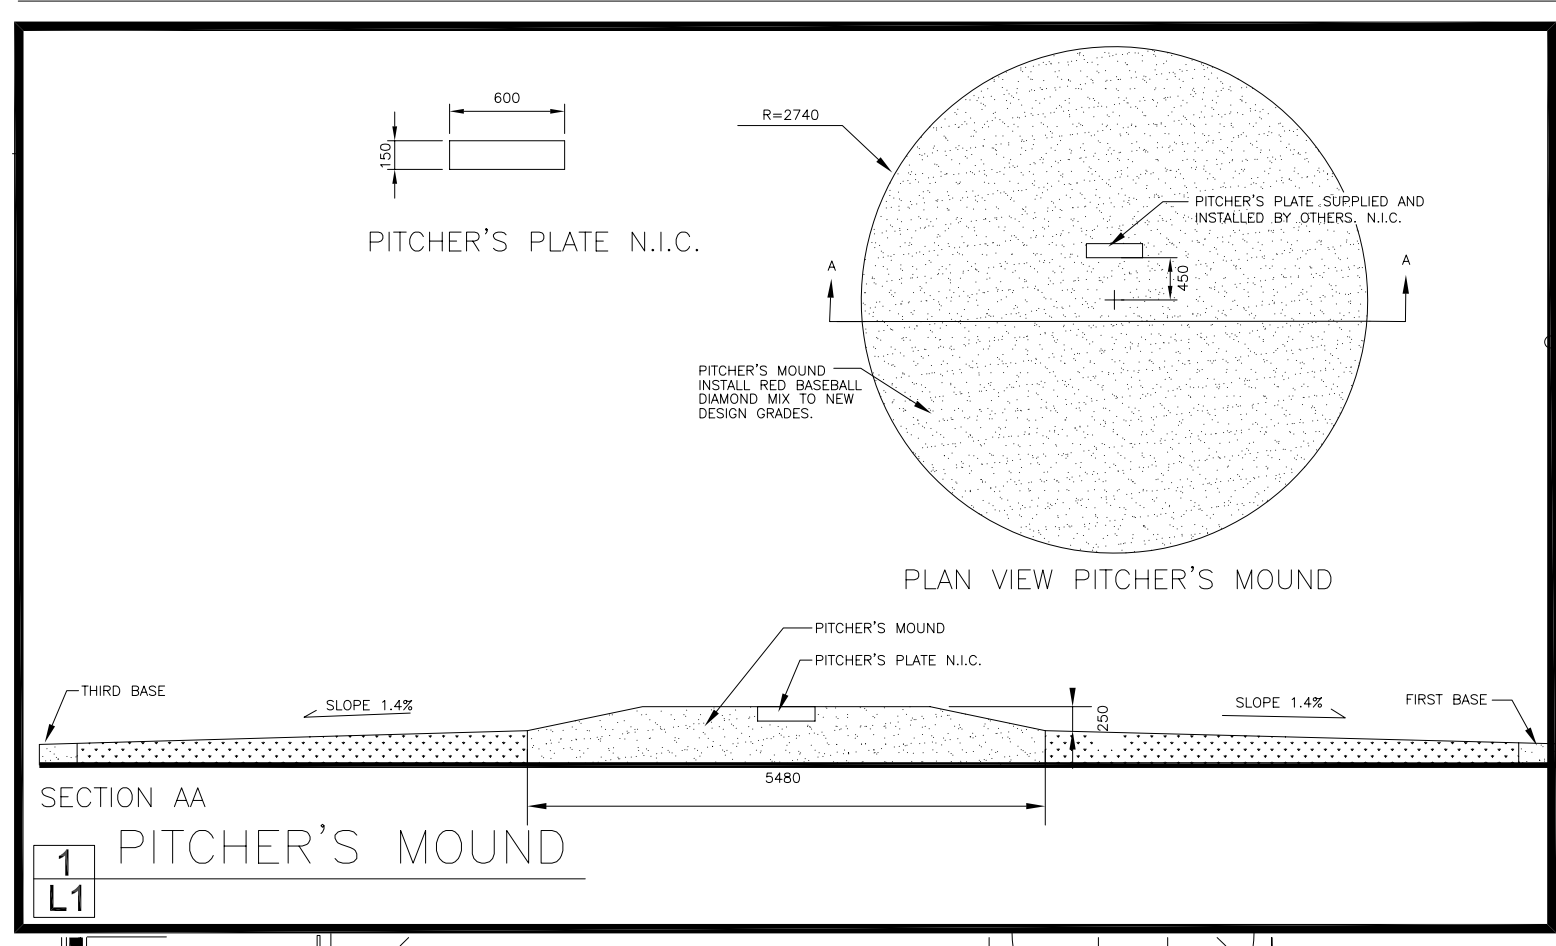 600
150
PITCHER'S PLATE N.I.C.
R=2740
PITCHER'S PLATE SUPPLIED AND
INSTALLED BY OTHERS. N.I.C.
A
A
450
PITCHER'S MOUND
INSTALL RED BASEBALL
DIAMOND MIX TO NEW
DESIGN GRADES.
PLAN VIEW PITCHER'S MOUND
PITCHER'S MOUND
PITCHER'S PLATE N.I.C.
THIRD BASE
SLOPE 1.4%
SLOPE 1.4%
FIRST BASE
250
5480
SECTION AA
PITCHER'S MOUND
1
L1